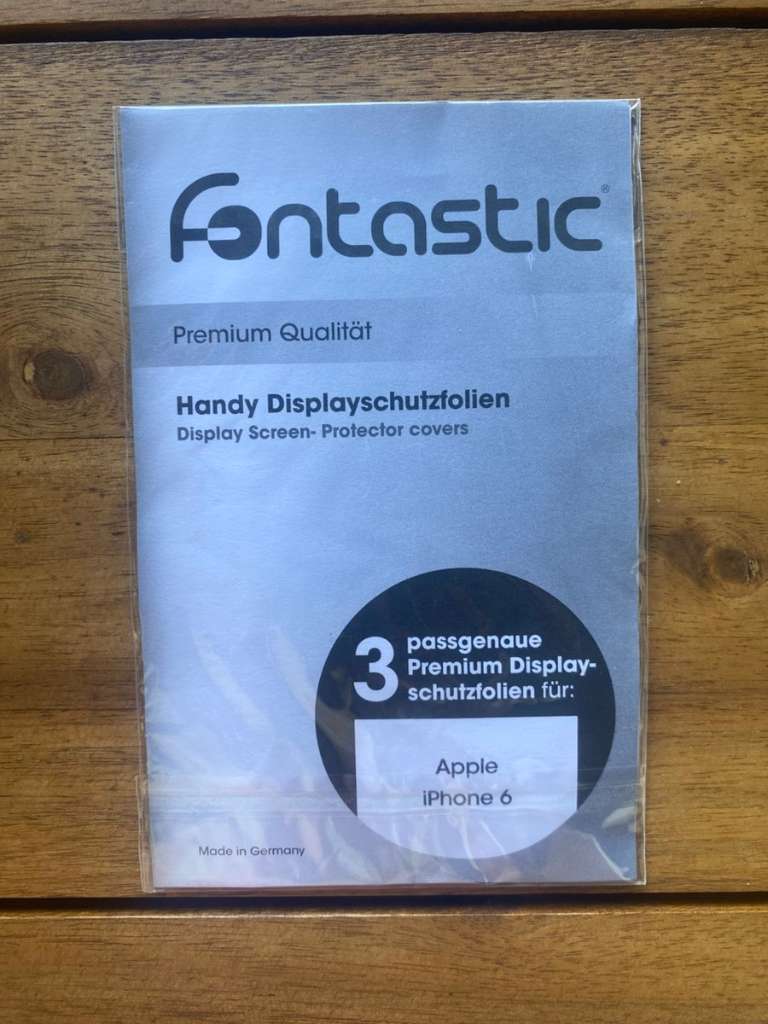 Fontastic®
Premium Qualität
Handy Displayschutzfolien
Display Screen- Protector covers
3 passgenaue
Premium Display-
schutzfolien für:
Apple
iPhone 6
Made in Germany